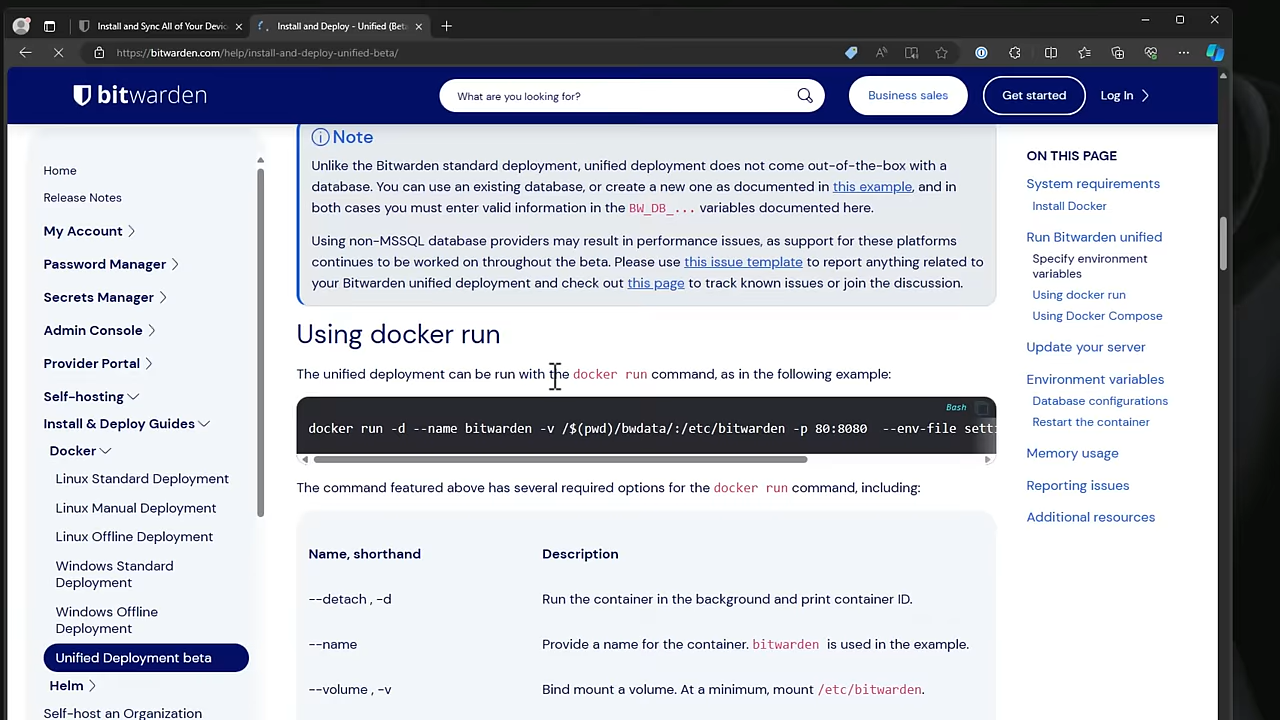 Install and Sync All of Your Devic
Install and Deploy - Unified (Bet
https://bitwarden.com/help/install-and-deploy-unified-beta/
bitwarden
What are you looking for?
Business sales
Get started
Log In
Home
Release Notes
My Account
Password Manager
Secrets Manager
Admin Console
Provider Portal
Self-hosting
Install & Deploy Guides
Docker
Linux Standard Deployment
Linux Manual Deployment
Linux Offline Deployment
Windows Standard
Deployment
Windows Offline
Deployment
Unified Deployment beta
Helm
Self-host an Organization
Note
Unlike the Bitwarden standard deployment, unified deployment does not come out-of-the-box with a
database. You can use an existing database, or create a new one as documented in this example, and in
both cases you must enter valid information in the BW_DB_... variables documented here.
Using non-MSSQL database providers may result in performance issues, as support for these platforms
continues to be worked on throughout the beta. Please use this issue template to report anything related to
your Bitwarden unified deployment and check out this page to track known issues or join the discussion.
Using docker run
The unified deployment can be run with the docker run command, as in the following example:
Bash
docker run -d --name bitwarden -v /$(pwd)/bwdata/:/etc/bitwarden -p 80:8080 --env-file setti
The command featured above has several required options for the docker run command, including:
Name, shorthand Description
--detach , -d Run the container in the background and print container ID.
--name Provide a name for the container. bitwarden is used in the example.
--volume , -v Bind mount a volume. At a minimum, mount /etc/bitwarden.
ON THIS PAGE
System requirements
Install Docker
Run Bitwarden unified
Specify environment
variables
Using docker run
Using Docker Compose
Update your server
Environment variables
Database configurations
Restart the container
Memory usage
Reporting issues
Additional resources